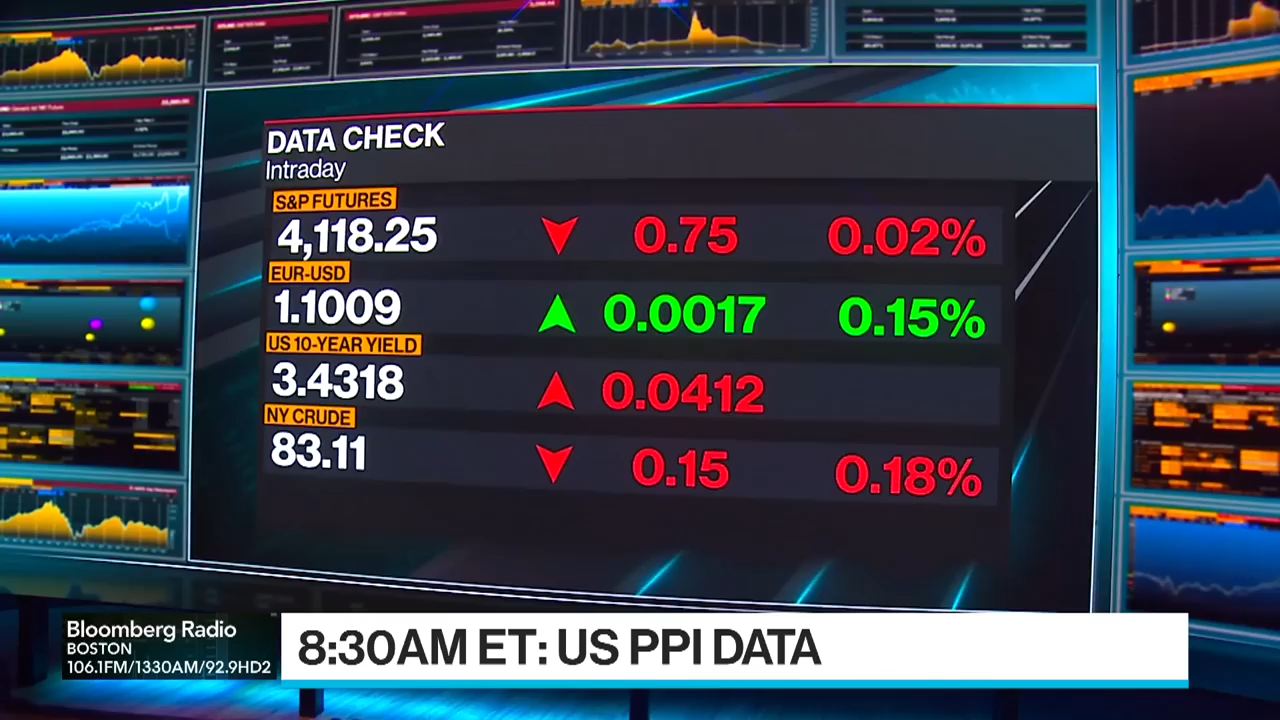 DATA CHECK
Intraday
S&P FUTURES
4,118.25 0.75 0.02%
EUR-USD
1.1009 0.0017 0.15%
US 10-YEAR YIELD
3.4318 0.0412
NY CRUDE
83.11 0.15 0.18%
Bloomberg Radio
BOSTON
106.1FM/1330AM/92.9HD2
8:30AM ET: US PPI DATA